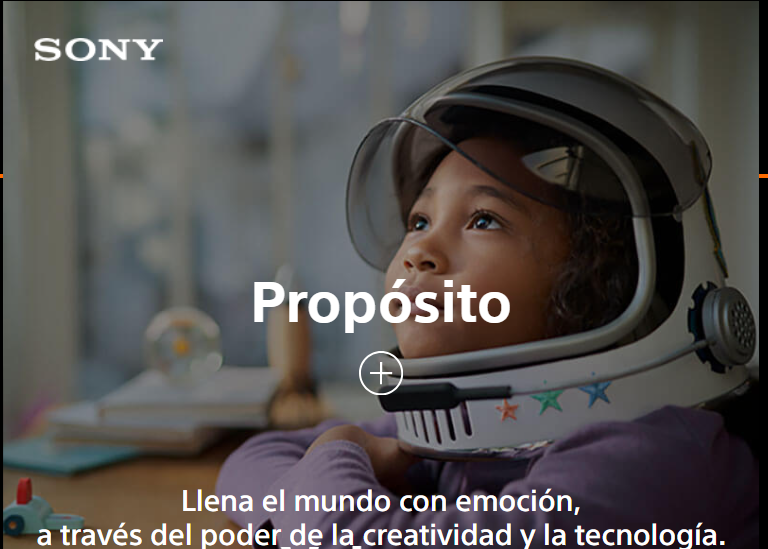 SONY
Propósito
Llena el mundo con emoción,
a través del poder de la creatividad y la tecnología.